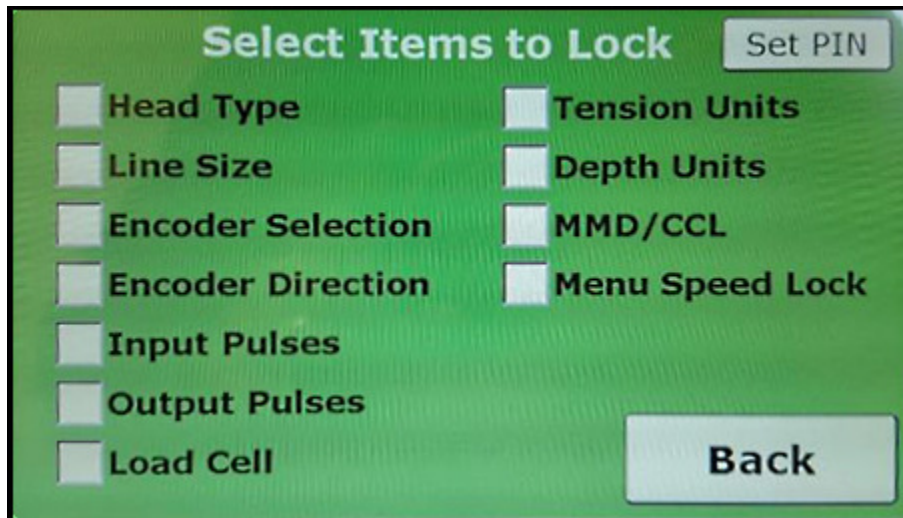 Select Items to Lock
Set PIN
Head Type
Line Size
Encoder Selection
Encoder Direction
Input Pulses
Output Pulses
Load Cell
Tension Units
Depth Units
MMD/CCL
Menu Speed Lock
Back